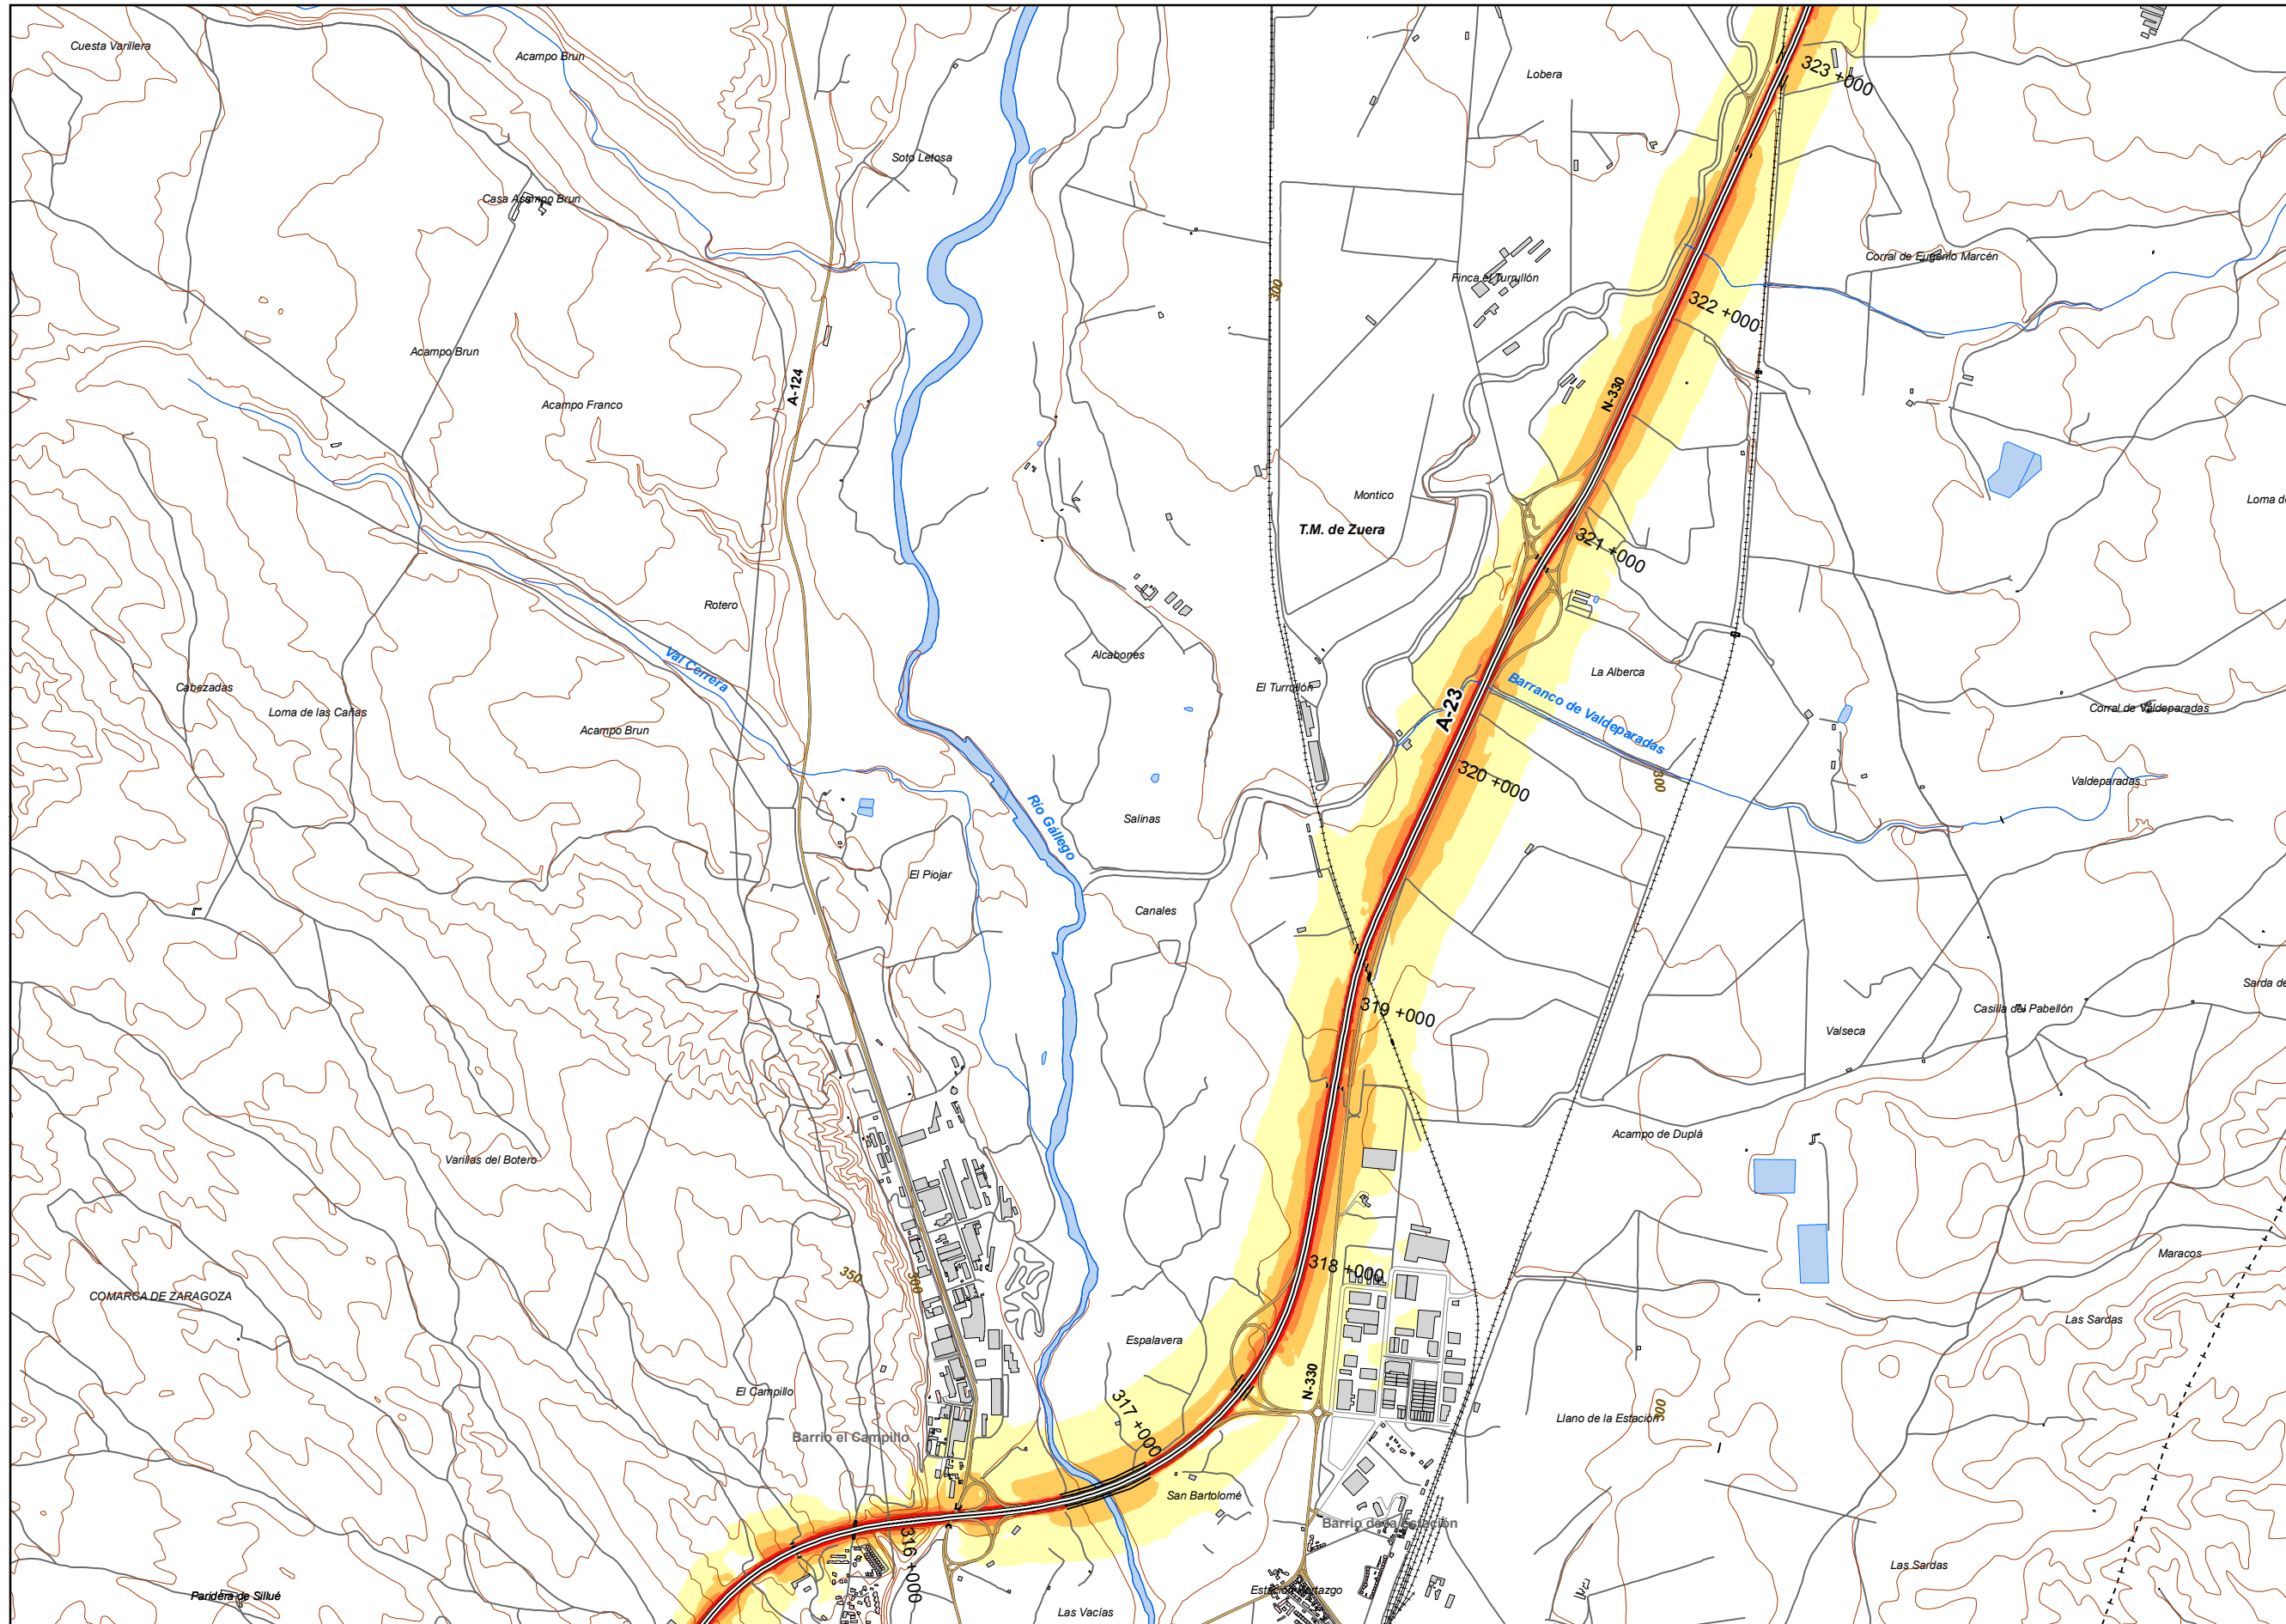 Cuesta Varillera
Acampo Brun
Lobera
323 +000
Soto Letosa
Casa Acampo Brun
Corral de Eugenio Marcén
Finca el Turrullón
300
322 +000
Acampo Brun
A-124
N-330
Acampo Franco
Montico
Loma d
T.M. de Zuera
321 +000
Rotero
Val Cerrera
Alcabones
La Alberca
El Turrullón
Cabezadas
Loma de las Cañas
A-23
Barranco de Valdeparadas
Corral de Valdeparadas
Acampo Brun
320 +000
300
Valdeparadas
Río Gállego
Salinas
El Piojar
Canales
319 +000
Sarda de
Casilla del Pabellón
Valseca
Acampo de Duplá
Varillas del Botero
Maracos
318 +000
350
300
COMARCA DE ZARAGOZA
Las Sardas
Espalavera
N-330
El Campillo
317 +000
Llano de la Estación
300
Barrio el Campillo
San Bartolomé
Barrio de la Estación
316 +000
Las Sardas
Paridera de Sillué
Estación Portazgo
Las Vacías